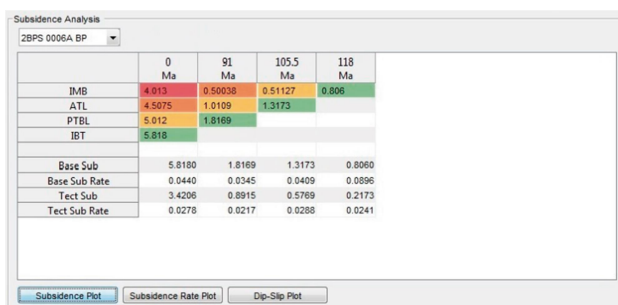 Subsidence Analysis
2BPS 0006A BP
0 91 105.5 118
Ma Ma Ma Ma
IMB 4.013 0.50038 0.51127 0.806
ATL 4.5075 1.0109 1.3173
PTBL 5.012 1.8169
IBT 5.818
Base Sub 5.8180 1.8169 1.3173 0.8060
Base Sub Rate 0.0440 0.0345 0.0409 0.0896
Tect Sub 3.4206 0.8915 0.5769 0.2173
Tect Sub Rate 0.0278 0.0217 0.0288 0.0241
Subsidence Plot Subsidence Rate Plot Dip-Slip Plot